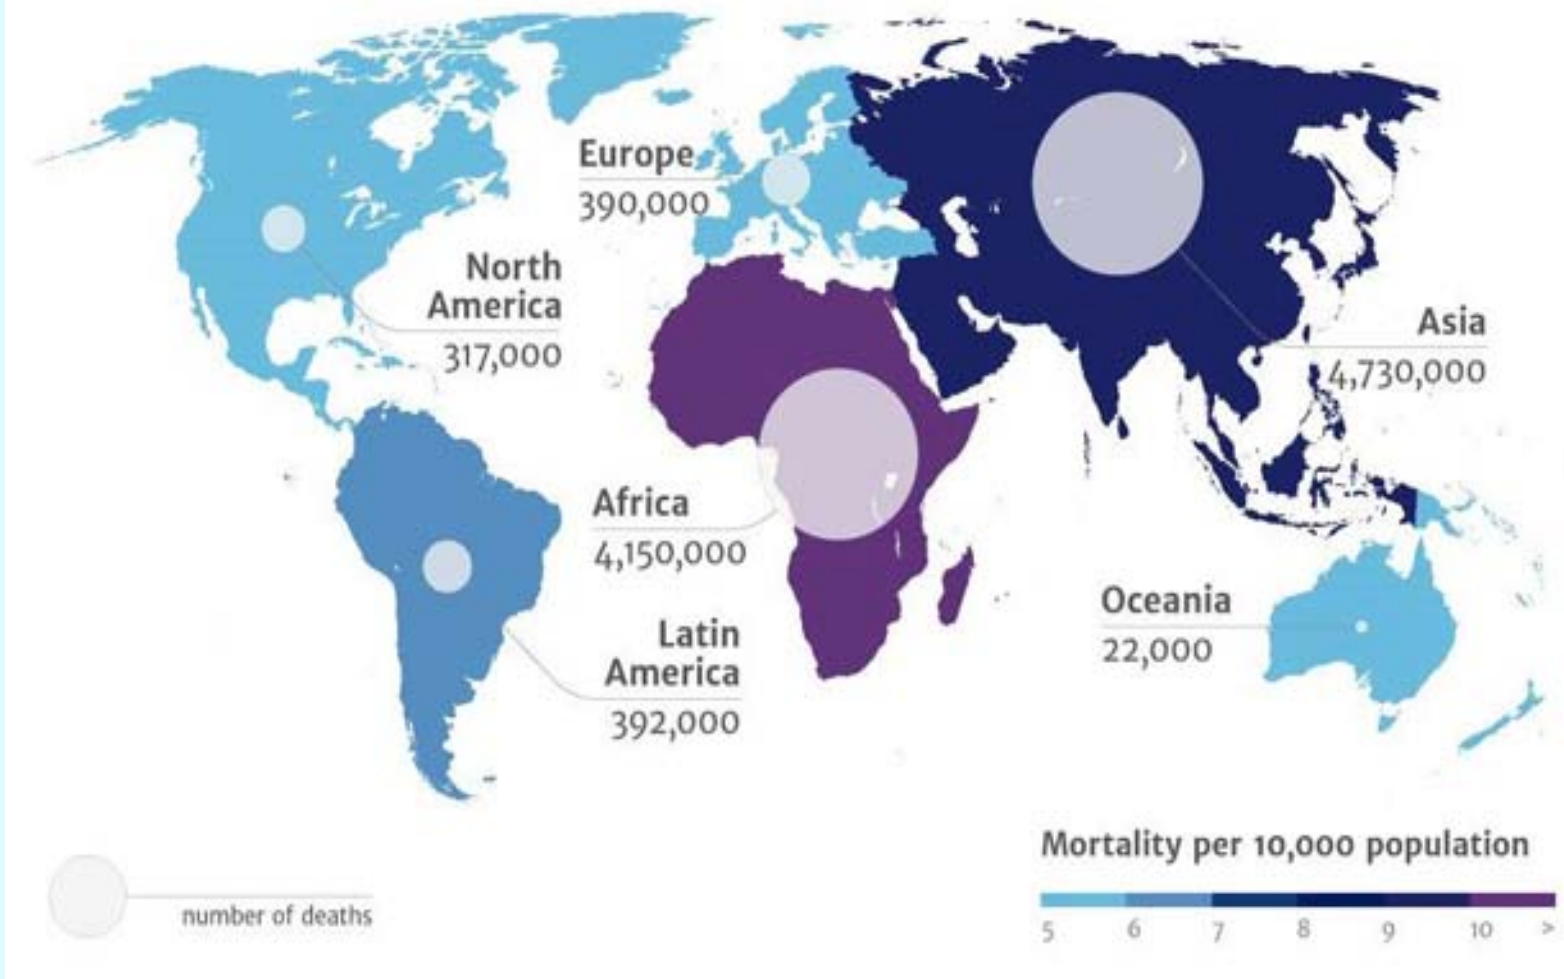 Europe
390,000
North
America
317,000
Asia
4,730,000
Africa
4,150,000
Latin
America
392,000
Oceania
22,000
Mortality per 10,000 population
5 6 7 8 9 10 >
number of deaths